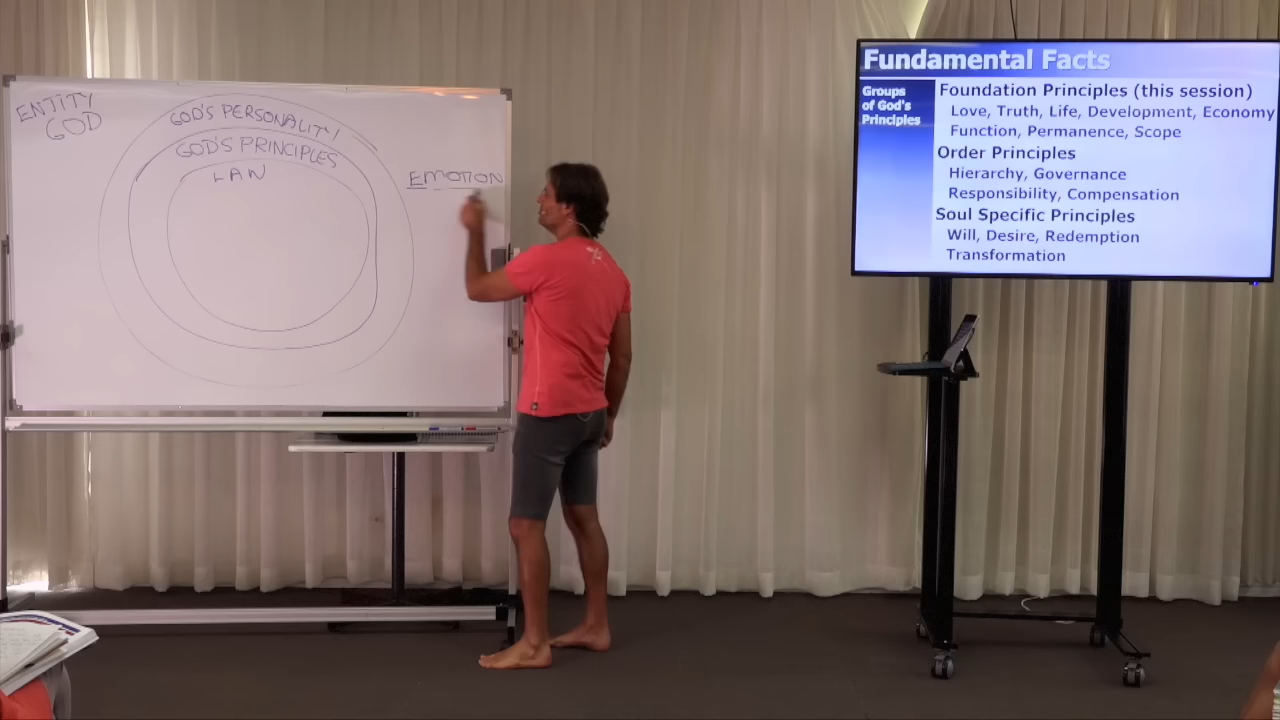 ENTITY
GOD
GOD'S PERSONALITY
GOD'S PRINCIPLES
LAW
EMOTION
Fundamental Facts
Groups
of God's
Principles
Foundation Principles (this session)
Love, Truth, Life, Development, Economy
Function, Permanence, Scope
Order Principles
Hierarchy, Governance
Responsibility, Compensation
Soul Specific Principles
Will, Desire, Redemption
Transformation